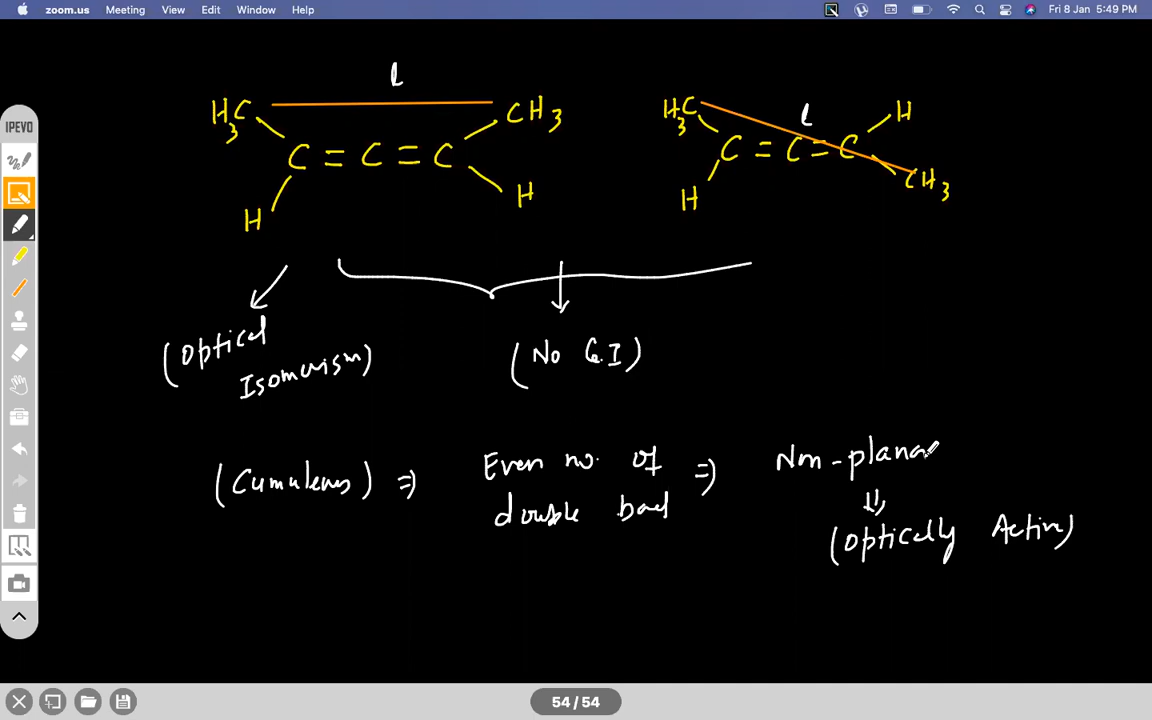 zoom.us Meeting View Edit Window Help Fri 8 Jan 5:49 PM
IPEVO
l
H3C CH3
C = C = C
H H
l
H3C H
C = C = C
H CH3
(Optical
Isomerism)
(No G.I)
(Cumulenes) ⇒ Even no. of
double bond
⇒ Non-planar
⇓
(Optically Active)
54 / 54